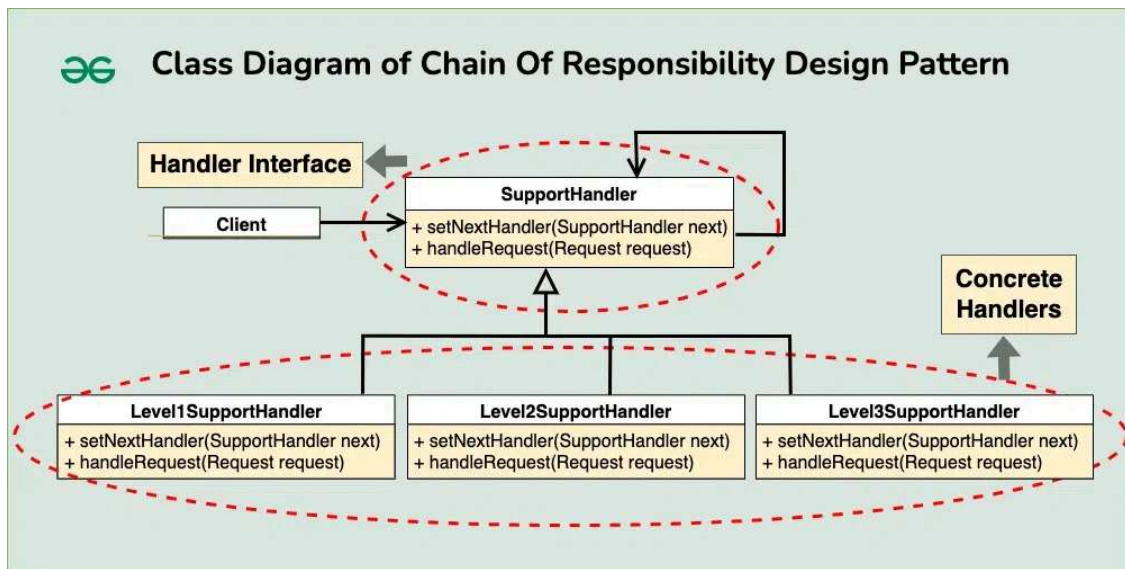 Class Diagram of Chain Of Responsibility Design Pattern
Handler Interface
SupportHandler
+ setNextHandler(SupportHandler next)
+ handleRequest(Request request)
Client
Concrete
Handlers
Level1SupportHandler
+ setNextHandler(SupportHandler next)
+ handleRequest(Request request)
Level2SupportHandler
+ setNextHandler(SupportHandler next)
+ handleRequest(Request request)
Level3SupportHandler
+ setNextHandler(SupportHandler next)
+ handleRequest(Request request)